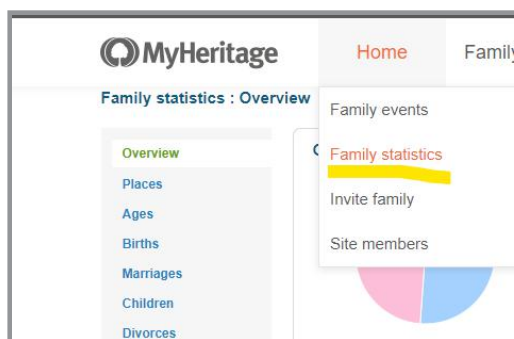 MyHeritage
Home
Family statistics : Overview
Family events
Family statistics
Invite family
Site members
Overview
Places
Ages
Births
Marriages
Children
Divorces